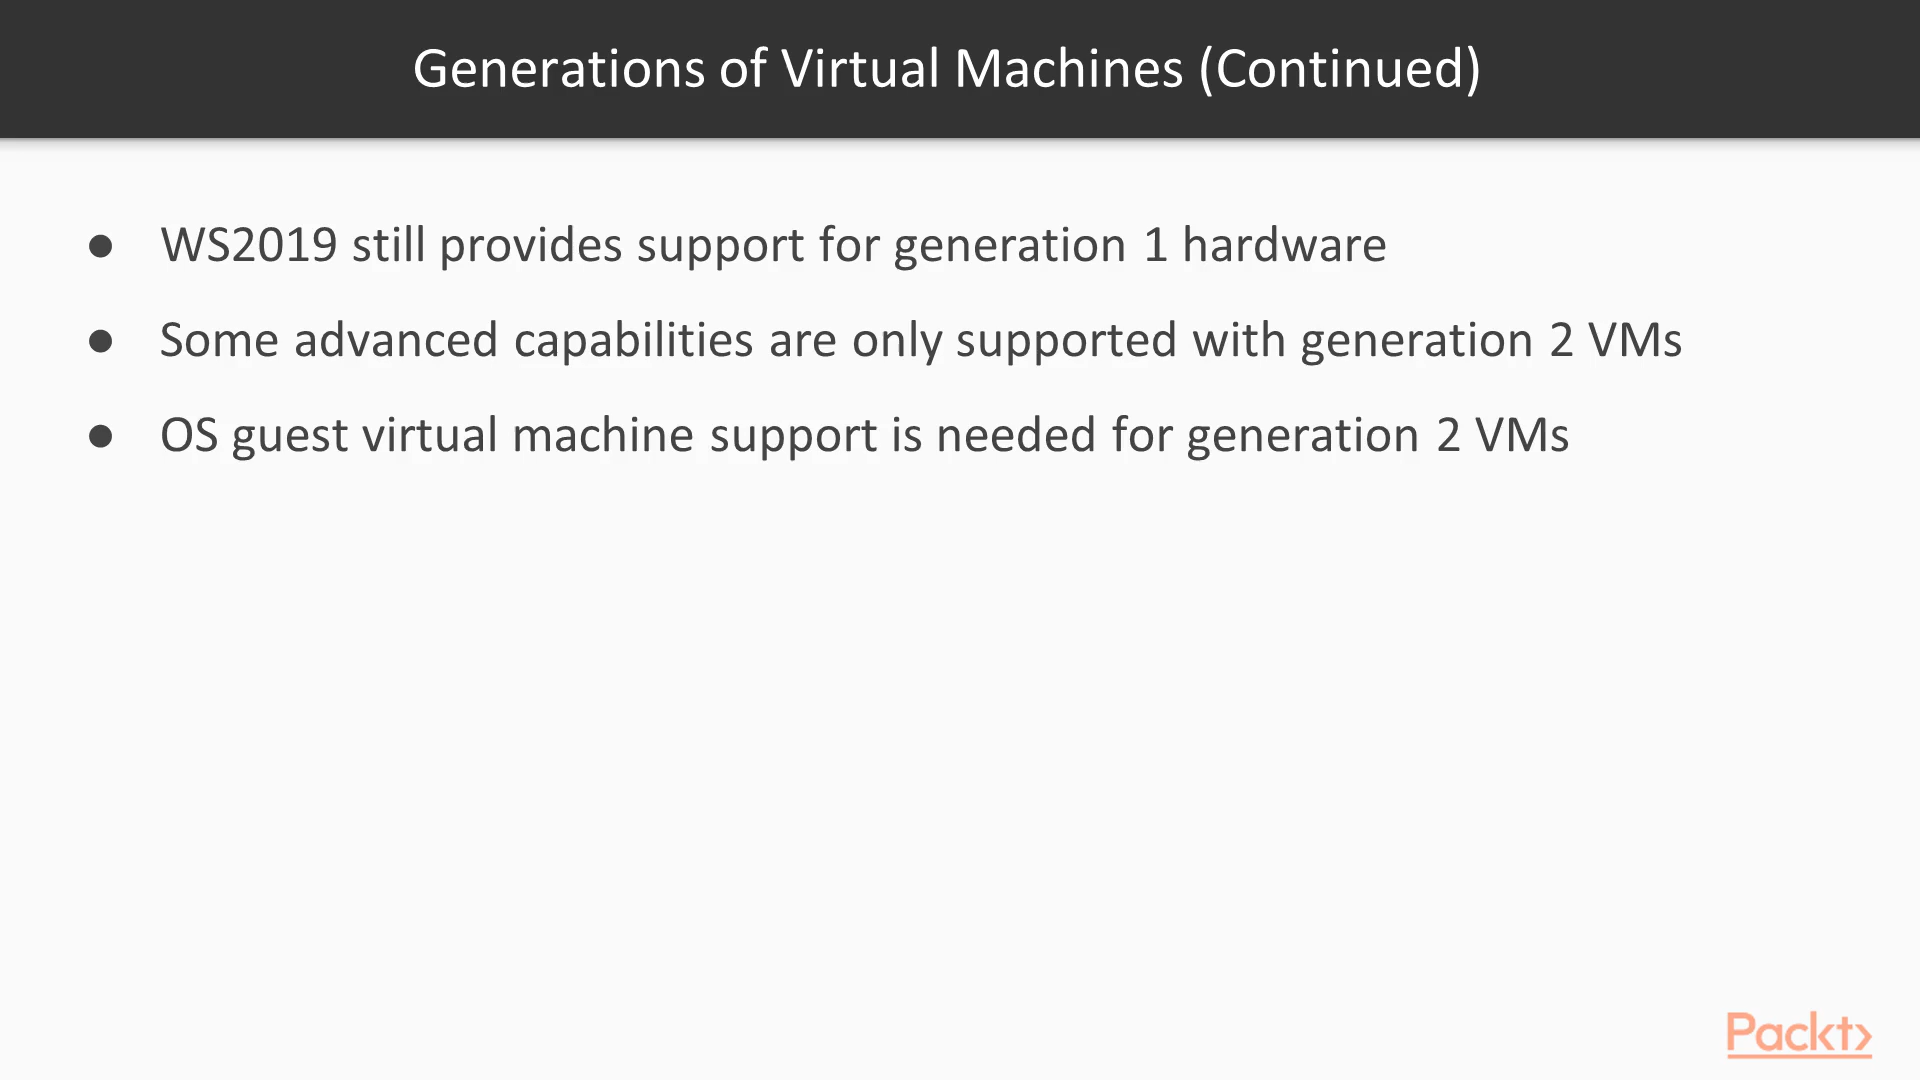 Generations of Virtual Machines (Continued)
● WS2019 still provides support for generation 1 hardware
● Some advanced capabilities are only supported with generation 2 VMs
● OS guest virtual machine support is needed for generation 2 VMs
Packt>